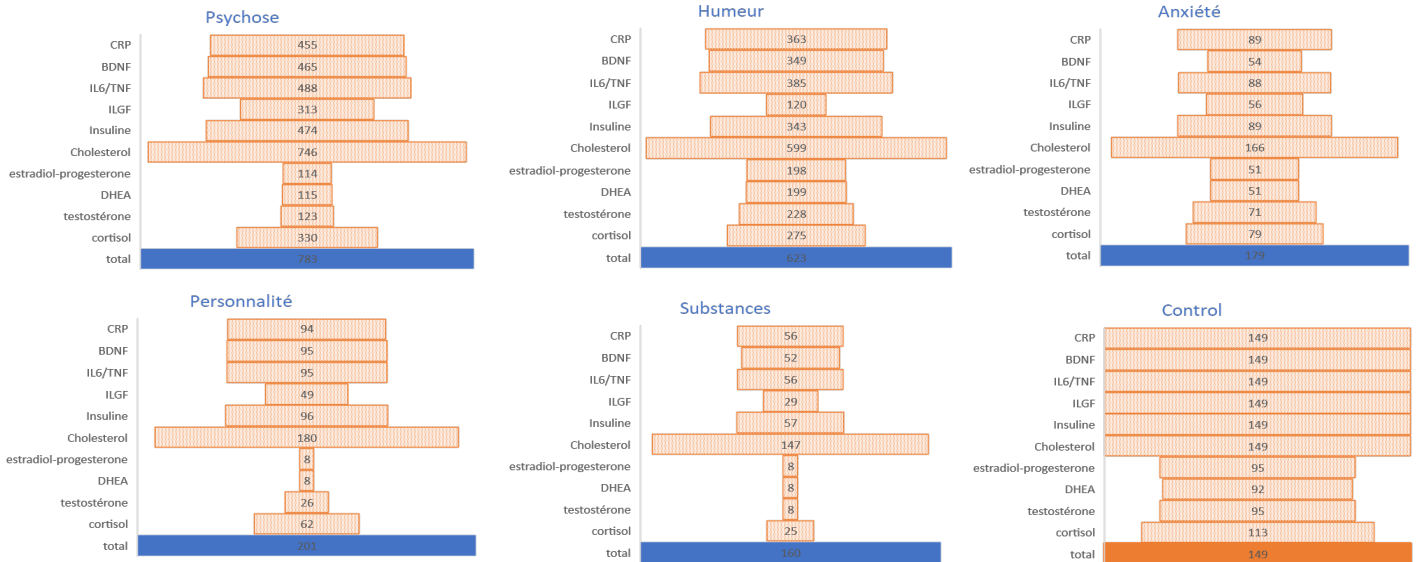 Psychose
CRP 455
BDNF 465
IL6/TNF 488
ILGF 313
Insuline 474
Cholesterol 746
estradiol-progesterone 114
DHEA 115
testostérone 123
cortisol 330
total 783
Humeur
CRP 363
BDNF 349
IL6/TNF 385
ILGF 120
Insuline 343
Cholesterol 599
estradiol-progesterone 198
DHEA 199
testostérone 228
cortisol 275
total 623
Anxiété
CRP 89
BDNF 54
IL6/TNF 88
ILGF 56
Insuline 89
Cholesterol 166
estradiol-progesterone 51
DHEA 51
testostérone 71
cortisol 79
total 179
Personnalité
CRP 94
BDNF 95
IL6/TNF 95
ILGF 49
Insuline 96
Cholesterol 180
estradiol-progesterone 8
DHEA 8
testostérone 26
cortisol 62
total 201
Substances
CRP 56
BDNF 52
IL6/TNF 56
ILGF 29
Insuline 57
Cholesterol 147
estradiol-progesterone 8
DHEA 8
testostérone 8
cortisol 25
total 160
Control
CRP 149
BDNF 149
IL6/TNF 149
ILGF 149
Insuline 149
Cholesterol 149
estradiol-progesterone 95
DHEA 92
testostérone 95
cortisol 113
total 149